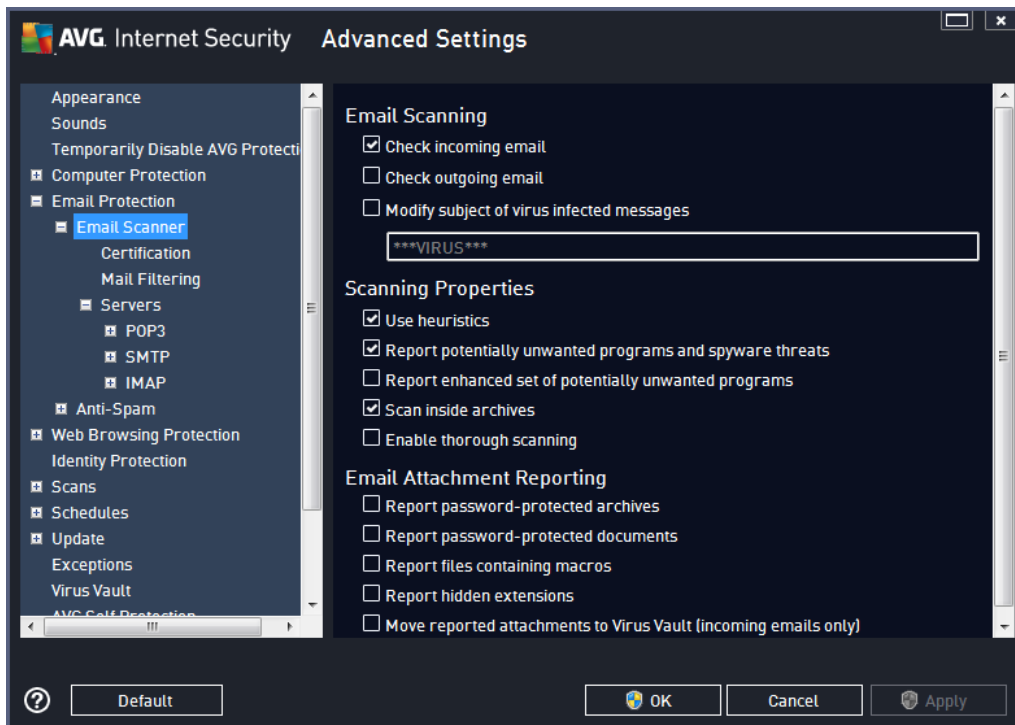 AVG. Internet Security Advanced Settings
Appearance
Sounds
Temporarily Disable AVG Protecti
Computer Protection
Email Protection
Email Scanner
Certification
Mail Filtering
Servers
POP3
SMTP
IMAP
Anti-Spam
Web Browsing Protection
Identity Protection
Scans
Schedules
Update
Exceptions
Virus Vault
AVG Self Protection
Email Scanning
Check incoming email
Check outgoing email
Modify subject of virus infected messages
***VIRUS***
Scanning Properties
Use heuristics
Report potentially unwanted programs and spyware threats
Report enhanced set of potentially unwanted programs
Scan inside archives
Enable thorough scanning
Email Attachment Reporting
Report password-protected archives
Report password-protected documents
Report files containing macros
Report hidden extensions
Move reported attachments to Virus Vault (incoming emails only)
Default
OK
Cancel
Apply